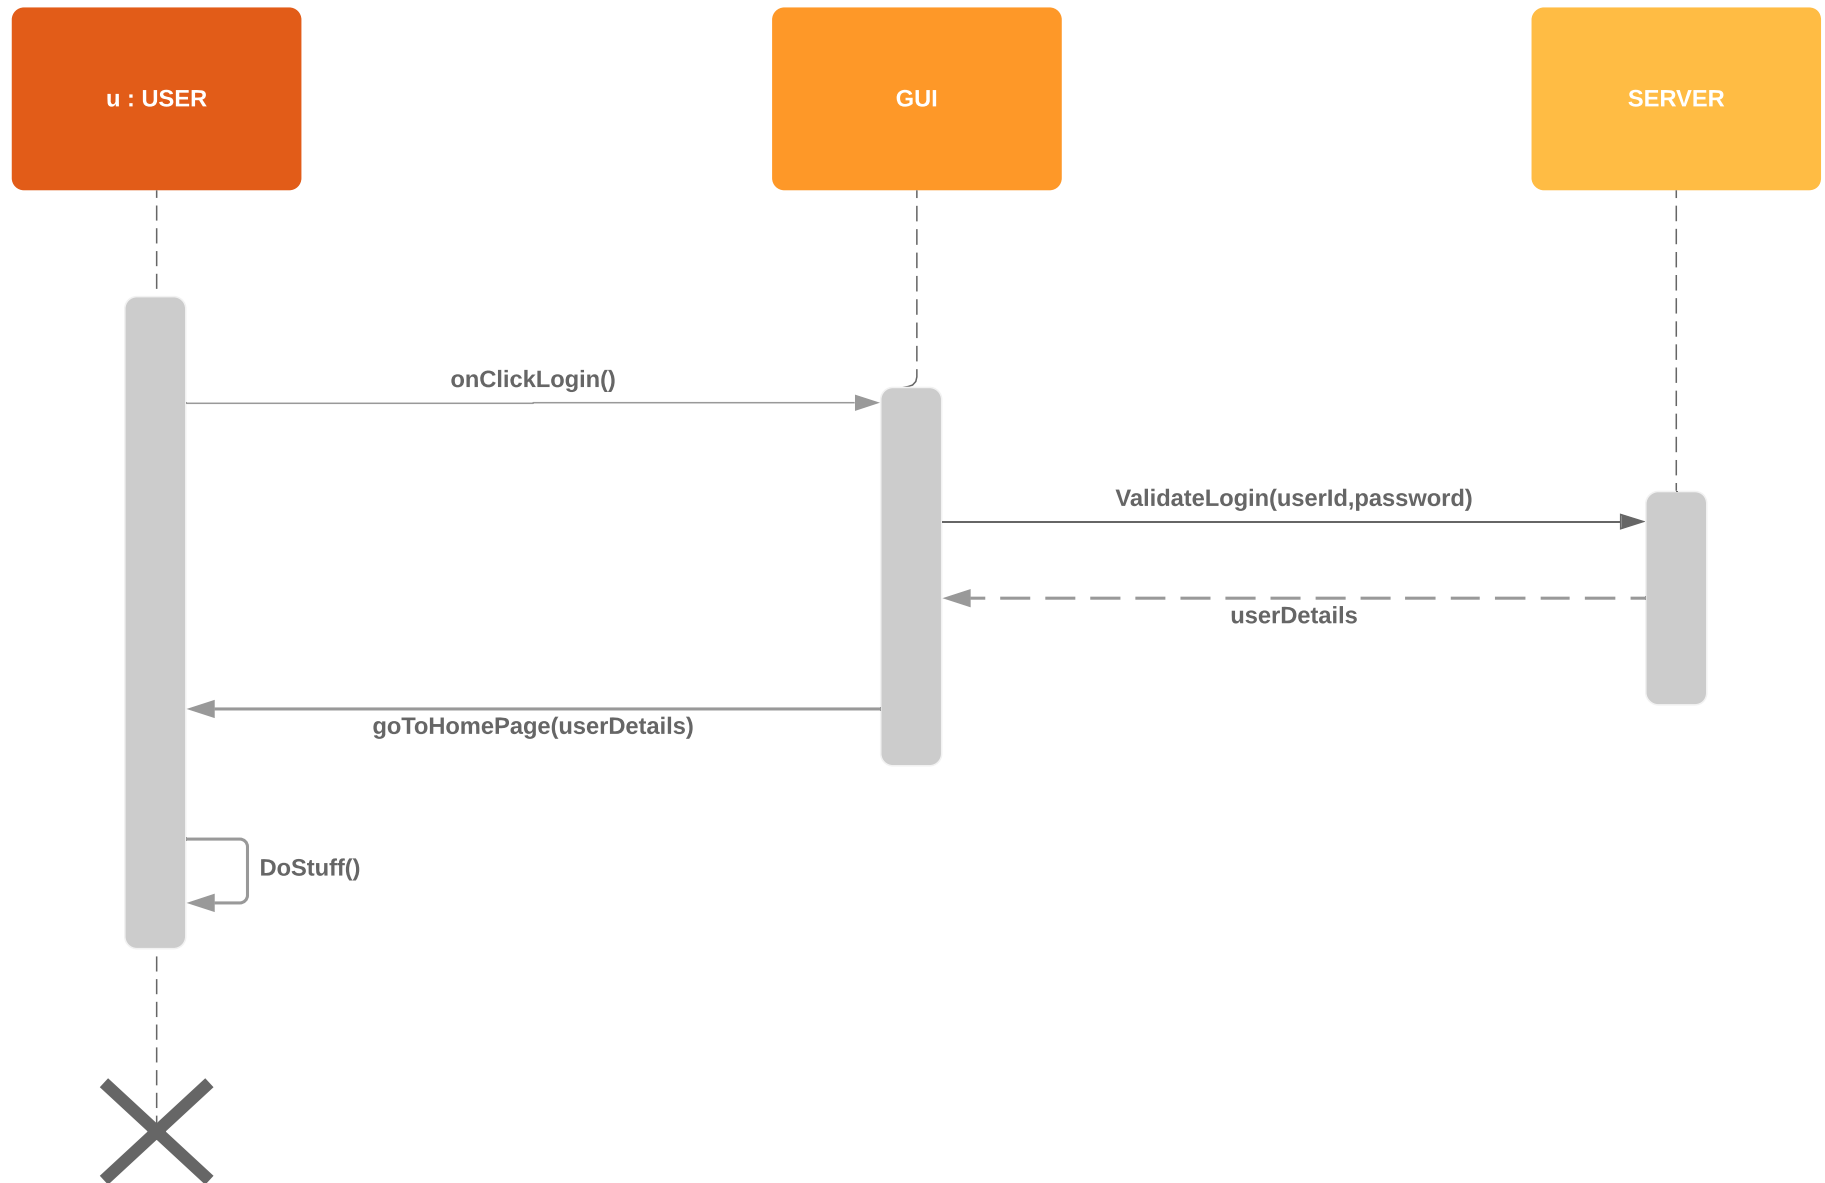 u : USER
GUI
SERVER
onClickLogin()
ValidateLogin(userId,password)
userDetails
goToHomePage(userDetails)
DoStuff()